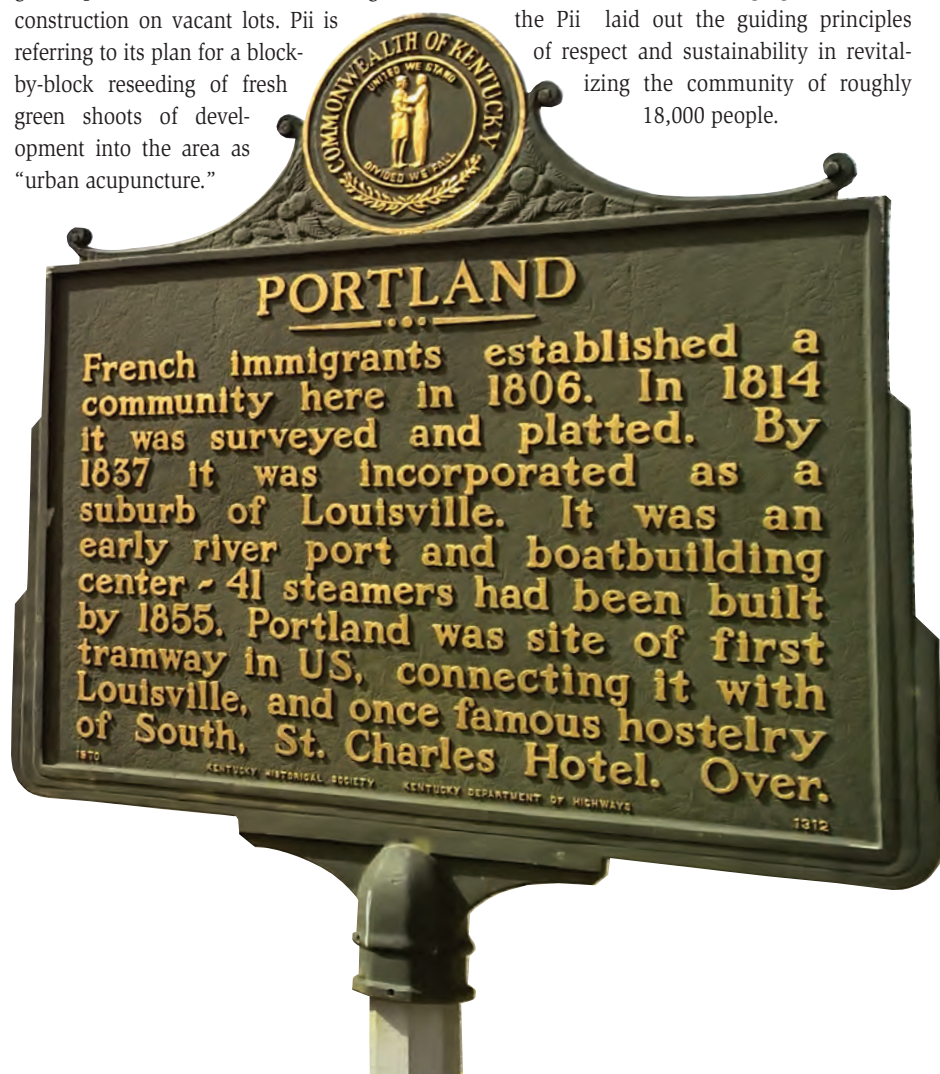 construction on vacant lots. Pii is
referring to its plan for a block-
by-block reseeding of fresh
green shoots of devel-
opment into the area as
“urban acupuncture.”
the Pii laid out the guiding principles
of respect and sustainability in revital-
izing the community of roughly
18,000 people.
COMMONWEALTH OF KENTUCKY
UNITED WE STAND
DIVIDED WE FALL
PORTLAND
French immigrants established a
community here in 1806. In 1814
it was surveyed and platted. By
1837 it was incorporated as a
suburb of Louisville. It was an
early river port and boatbuilding
center - 41 steamers had been built
by 1855. Portland was site of first
tramway in US, connecting it with
Louisville, and once famous hostelry
of South, St. Charles Hotel. Over.
1970 KENTUCKY HISTORICAL SOCIETY KENTUCKY DEPARTMENT OF HIGHWAYS 1312